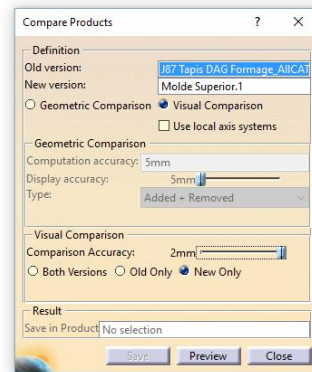 Compare Products ? ×
Definition
Old version: J87 Tapis DAG Formage_AllCAT
New version: Molde Superior.1
Geometric Comparison Visual Comparison
Use local axis systems
Geometric Comparison
Computation accuracy: 5mm
Display accuracy: 5mm
Type: Added + Removed
Visual Comparison
Comparison Accuracy: 2mm
Both Versions Old Only New Only
Result
Save in Product No selection
Save Preview Close